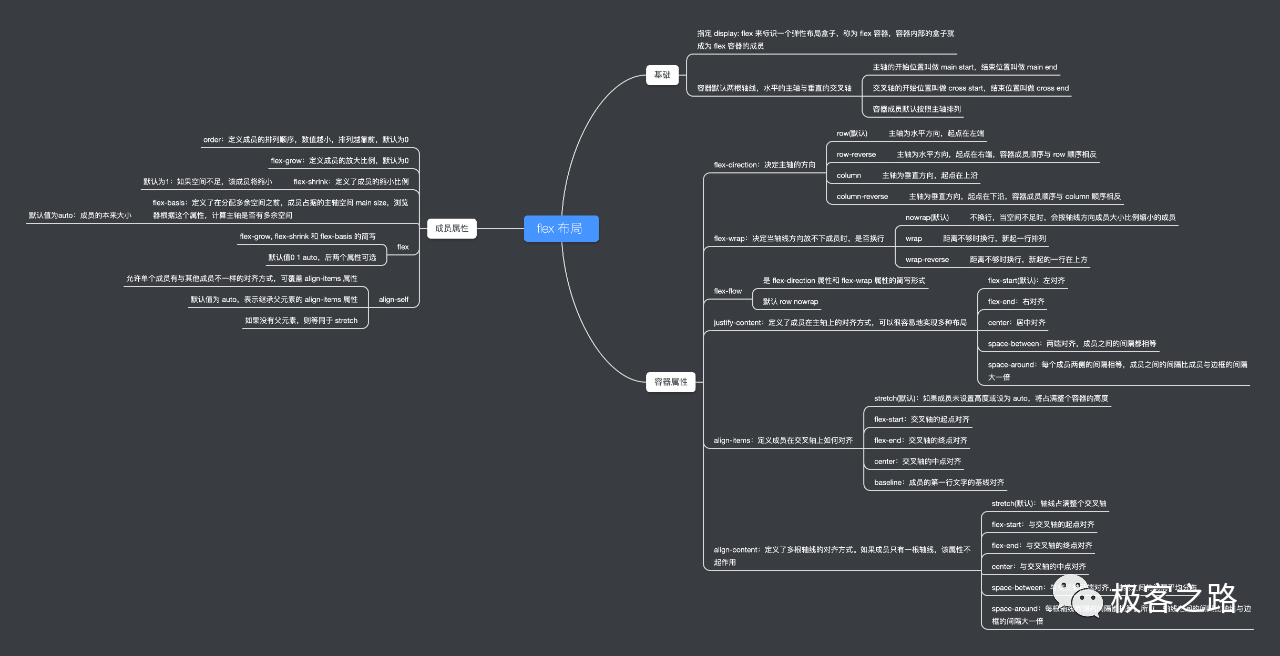 flex 布局
基础
指定 display: flex 来标识一个弹性布局盒子，称为 flex 容器，容器内部的盒子就
成为 flex 容器的成员
容器默认两根轴线，水平的主轴与垂直的交叉轴
主轴的开始位置叫做 main start，结束位置叫做 main end
交叉轴的开始位置叫做 cross start，结束位置叫做 cross end
容器成员默认按照主轴排列
容器属性
flex-direction：决定主轴的方向
row(默认) 主轴为水平方向，起点在左端
row-reverse 主轴为水平方向，起点在右端，容器成员顺序与 row 顺序相反
column 主轴为垂直方向，起点在上沿
column-reverse 主轴为垂直方向，起点在下沿，容器成员顺序与 column 顺序相反
flex-wrap：决定当轴线方向放不下成员时，是否换行
nowrap(默认) 不换行，当空间不足时，会按轴线方向成员大小比例缩小的成员
wrap 距离不够时换行，新起一行排列
wrap-reverse 距离不够时换行，新起的一行在上方
flex-flow
是 flex-direction 属性和 flex-wrap 属性的简写形式
默认 row nowrap
justify-content：定义了成员在主轴上的对齐方式，可以很容易地实现多种布局
flex-start(默认)：左对齐
flex-end：右对齐
center：居中对齐
space-between：两端对齐，成员之间的间隔都相等
space-around：每个成员两侧的间隔相等，成员之间的间隔比成员与边框的间隔
大一倍
align-items：定义成员在交叉轴上如何对齐
stretch(默认)：如果成员未设置高度或设为 auto，将占满整个容器的高度
flex-start：交叉轴的起点对齐
flex-end：交叉轴的终点对齐
center：交叉轴的中点对齐
baseline：成员的第一行文字的基线对齐
align-content：定义了多根轴线的对齐方式。如果成员只有一根轴线，该属性不
起作用
stretch(默认)：轴线占满整个交叉轴
flex-start：与交叉轴的起点对齐
flex-end：与交叉轴的终点对齐
center：与交叉轴的中点对齐
space-between：
space-around：每根轴线
与边
框的间隔大一倍
成员属性
order：定义成员的排列顺序，数值越小，排列越靠前，默认为0
flex-grow：定义成员的放大比例，默认为0
flex-shrink：定义了成员的缩小比例
默认为1：如果空间不足，该成员将缩小
flex-basis：定义了在分配多余空间之前，成员占据的主轴空间 main size，浏览
器根据这个属性，计算主轴是否有多余空间
默认值为auto：成员的本来大小
flex
flex-grow, flex-shrink 和 flex-basis 的简写
默认值0 1 auto，后两个属性可选
align-self
允许单个成员有与其他成员不一样的对齐方式，可覆盖 align-items 属性
默认值为 auto，表示继承父元素的 align-items 属性
如果没有父元素，则等同于 stretch
极客之路